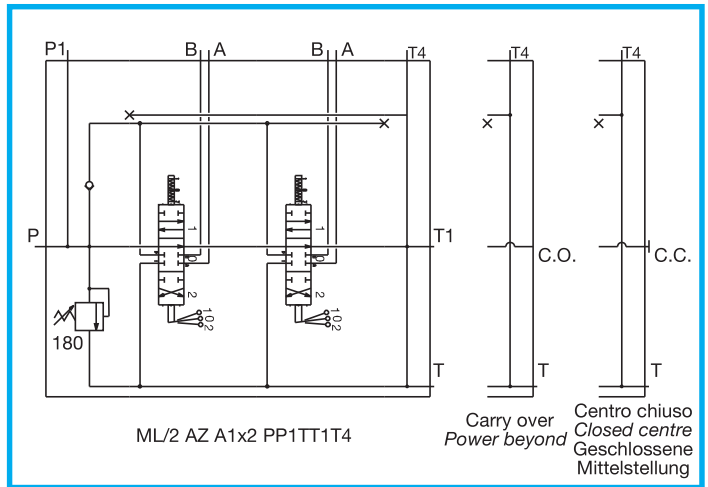 P1 B A B A T4 T4 T4
P T1 C.O. C.C.
1 1
0 0
2 2
1 0 2 1 0 2
180 T T T
ML/2 AZ A1x2 PP1TT1T4
Carry over
Power beyond
Centro chiuso
Closed centre
Geschlossene
Mittelstellung